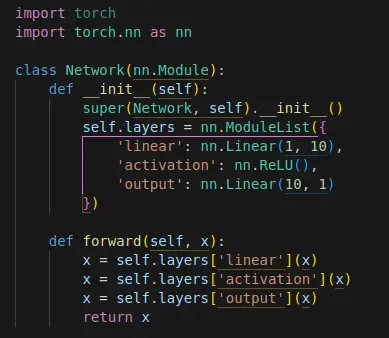 import torch
import torch.nn as nn
class Network(nn.Module):
def __init__(self):
super(Network, self).__init__()
self.layers = nn.ModuleList({
'linear': nn.Linear(1, 10),
'activation': nn.ReLU(),
'output': nn.Linear(10, 1)
})
def forward(self, x):
x = self.layers['linear'](x)
x = self.layers['activation'](x)
x = self.layers['output'](x)
return x